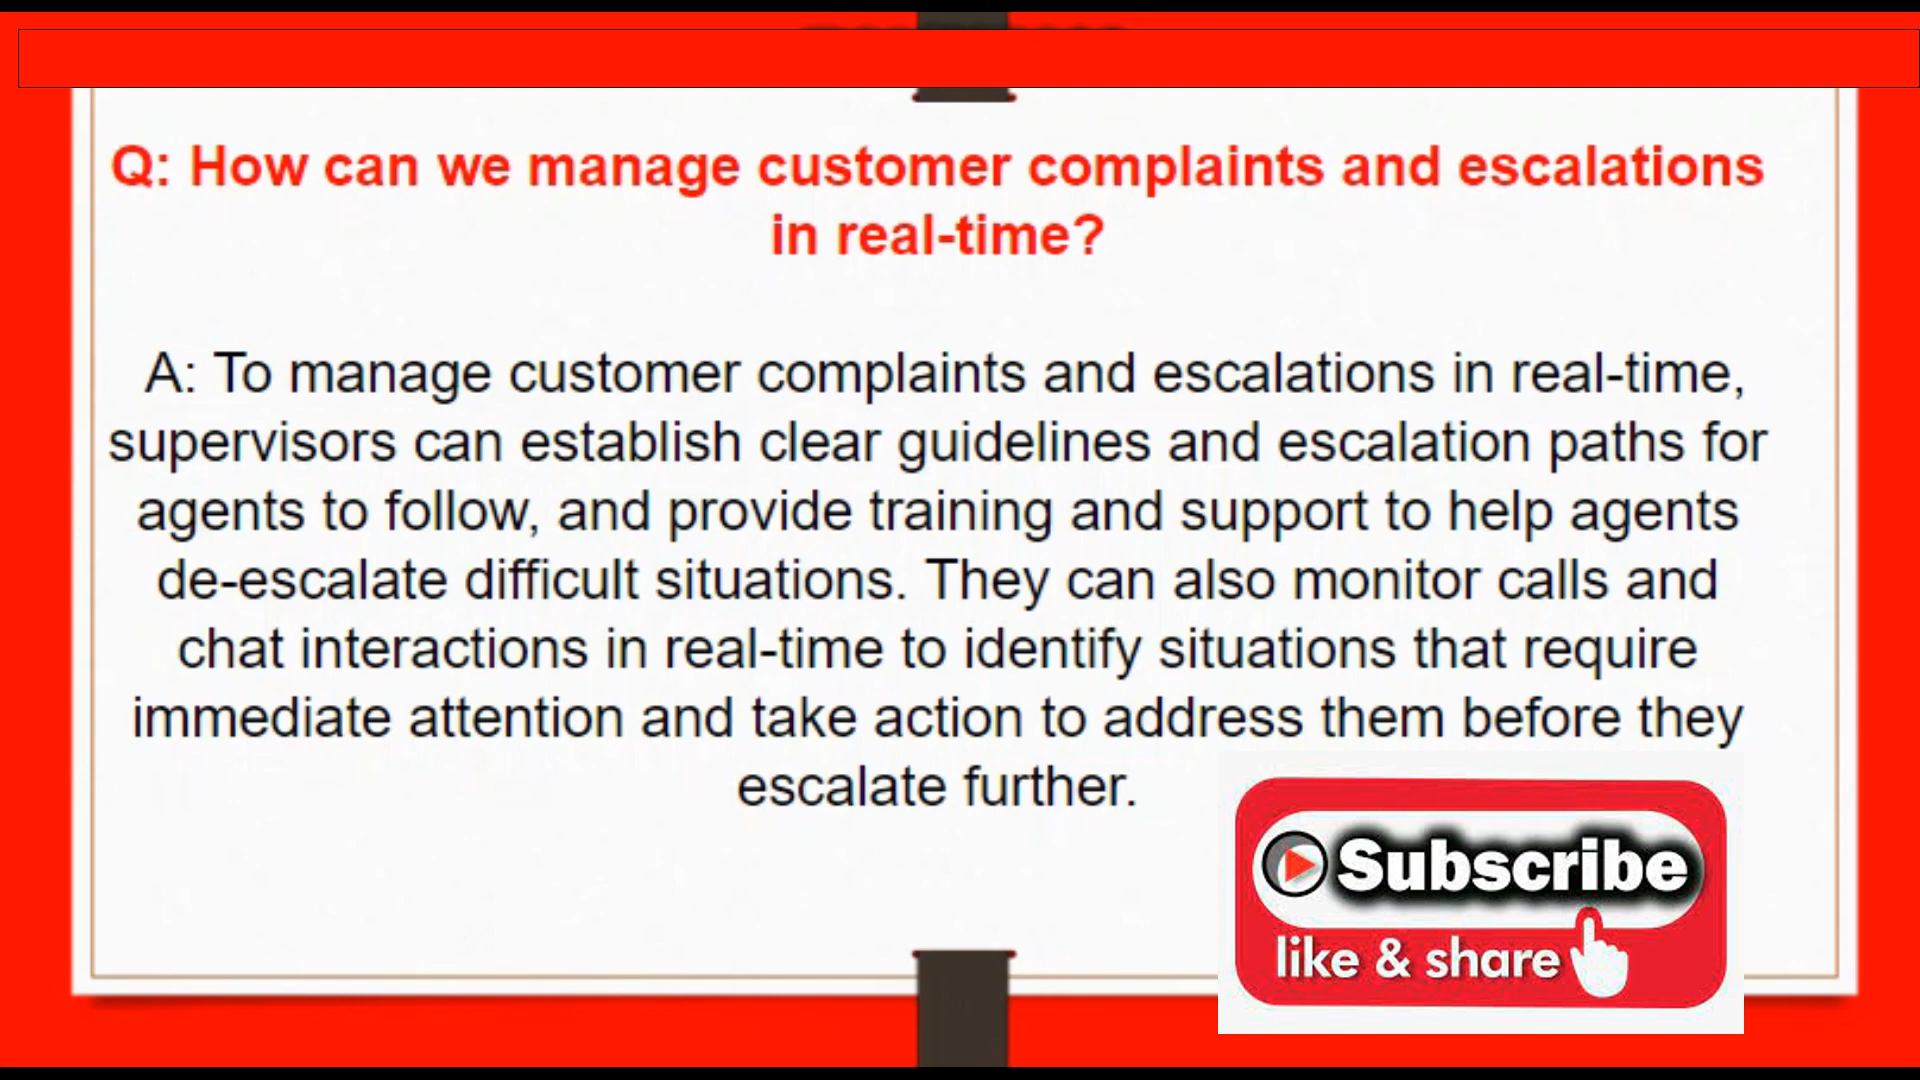 Q: How can we manage customer complaints and escalations
in real-time?
A: To manage customer complaints and escalations in real-time,
supervisors can establish clear guidelines and escalation paths for
agents to follow, and provide training and support to help agents
de-escalate difficult situations. They can also monitor calls and
chat interactions in real-time to identify situations that require
immediate attention and take action to address them before they
escalate further.
Subscribe
like & share